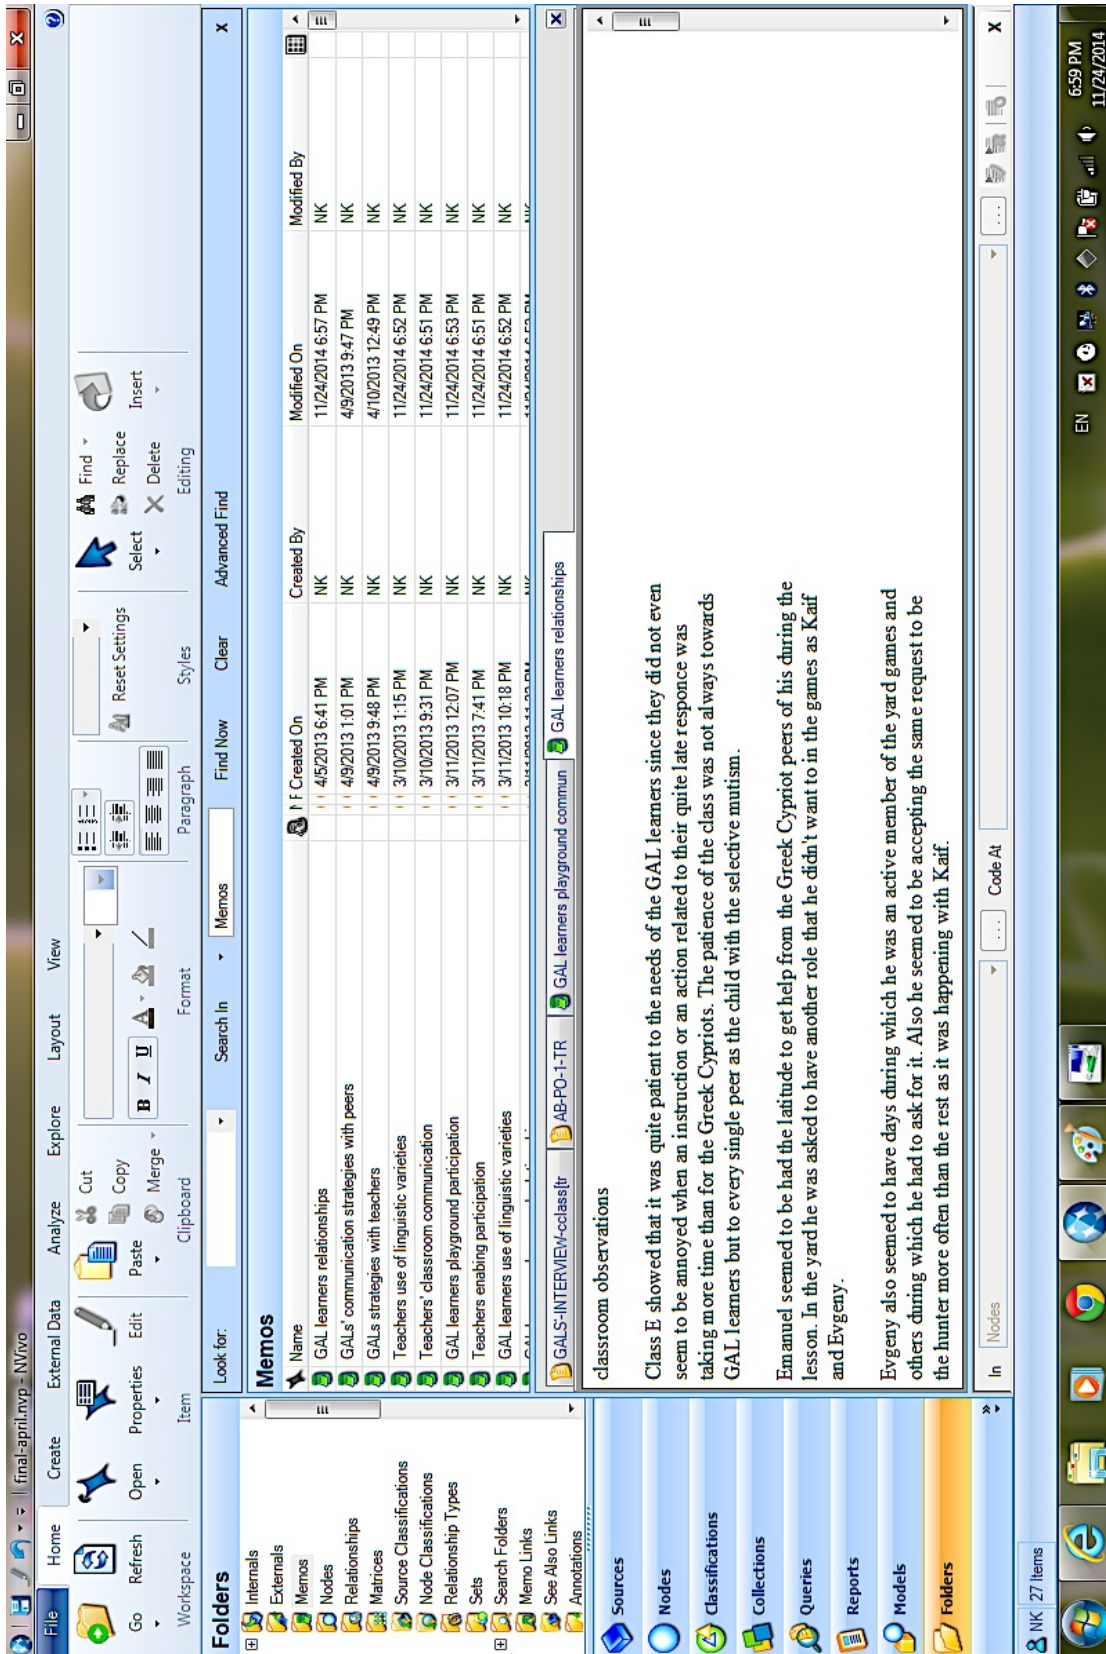 final-april.nvp - NVivo
File Home Create External Data Analyze Explore Layout View
Go Refresh Open Properties Edit Paste Cut
Copy
Merge
B I U A
Reset Settings
Select Find
Replace
Delete
Insert
Workspace Item Clipboard Format Paragraph Styles Editing
Look for: Search In Memos Find Now Clear Advanced Find
Folders
Internals
Externals
Memos
Nodes
Relationships
Matrices
Source Classifications
Node Classifications
Relationship Types
Sets
Search Folders
Memo Links
See Also Links
Annotations
Sources
Nodes
Classifications
Collections
Queries
Reports
Models
Folders
Memos
Name Created On Created By Modified On Modified By
GAL learners relationships 4/5/2013 6:41 PM NK 11/24/2014 6:57 PM NK
GALs' communication strategies with peers 4/9/2013 1:01 PM NK 4/9/2013 9:47 PM NK
GALs strategies with teachers 4/9/2013 9:48 PM NK 4/10/2013 12:49 PM NK
Teachers use of linguistic varieties 3/10/2013 1:15 PM NK 11/24/2014 6:52 PM NK
Teachers' classroom communication 3/10/2013 9:31 PM NK 11/24/2014 6:51 PM NK
GAL learners playground participation 3/11/2013 12:07 PM NK 11/24/2014 6:53 PM NK
Teachers enabling participation 3/11/2013 7:41 PM NK 11/24/2014 6:51 PM NK
GAL learners use of linguistic varieties 3/11/2013 10:18 PM NK 11/24/2014 6:52 PM NK
GALS'-INTERVIEW-cclass[tr AB-PO-1-TR GAL learners playground commun GAL learners relationships
classroom observations
Class E showed that it was quite patient to the needs of the GAL learners since they did not even
seem to be annoyed when an instruction or an action related to their quite late responce was
taking more time than for the Greek Cypriots. The patience of the class was not always towards
GAL learners but to every single peer as the child with the selective mutism.
Emanuel seemed to be had the latitude to get help from the Greek Cypriot peers of his during the
lesson. In the yard he was asked to have another role that he didn't want to in the games as Kaif
and Evgeny.
Evgeny also seemed to have days during which he was an active member of the yard games and
others during which he had to ask for it. Also he seemed to be accepting the same request to be
the hunter more often than the rest as it was happening with Kaif.
In Nodes ... Code At ...
NK 27 Items
EN 6:59 PM
11/24/2014